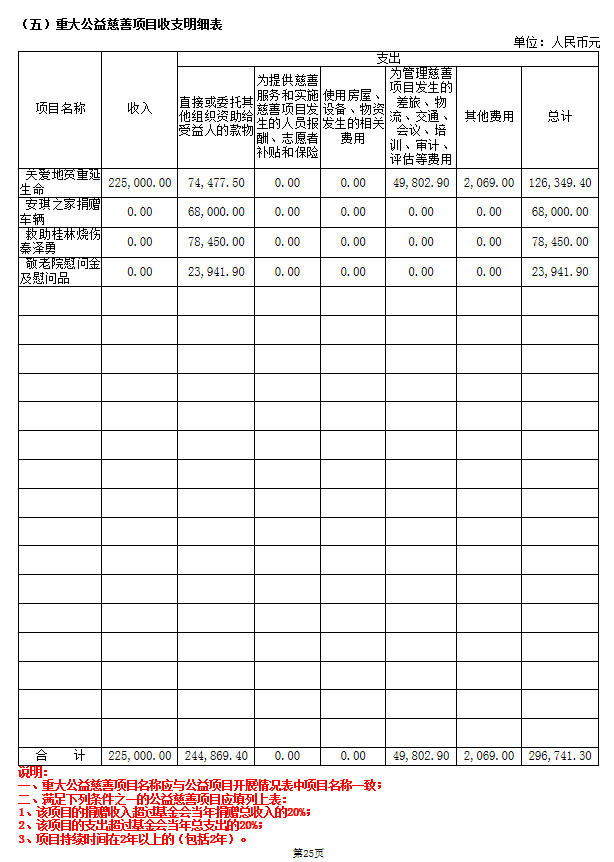 （五）重大公益慈善项目收支明细表
单位：人民币元
项目名称 收入 支出
直接或委托其他组织资助给受益人的款物 为提供慈善服务和实施慈善项目发生的人员报酬、志愿者补贴和保险 使用房屋、设备、物资发生的相关费用 为管理慈善项目发生的差旅、物流、交通、会议、培训、审计、评估等费用 其他费用 总计
关爱地贫重延生命 225,000.00 74,477.50 0.00 0.00 49,802.90 2,069.00 126,349.40
安琪之家捐赠车辆 0.00 68,000.00 0.00 0.00 0.00 0.00 68,000.00
救助桂林烧伤秦泽勇 0.00 78,450.00 0.00 0.00 0.00 0.00 78,450.00
敬老院慰问金及慰问品 0.00 23,941.90 0.00 0.00 0.00 0.00 23,941.90
合 计 225,000.00 244,869.40 0.00 0.00 49,802.90 2,069.00 296,741.30
说明：
一、重大公益慈善项目名称应与公益项目开展情况表中项目名称一致；
二、满足下列条件之一的公益慈善项目应填列上表：
1、该项目的捐赠收入超过基金会当年捐赠总收入的20%；
2、该项目的支出超过基金会当年总支出的20%；
3、项目持续时间在2年以上的（包括2年）。
第25页